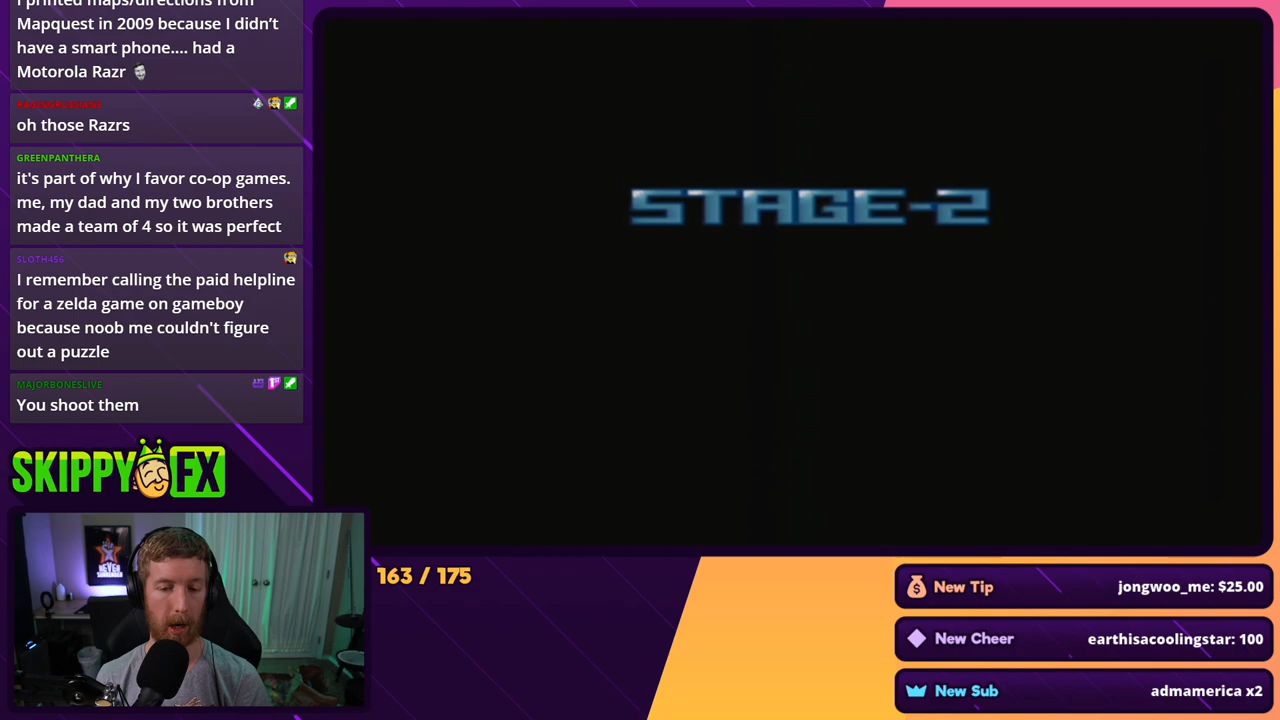 I printed maps/directions from
Mapquest in 2009 because I didn't
have a smart phone.... had a
Motorola Razr
oh those Razrs
GREENPANTHERA
it's part of why I favor co-op games.
me, my dad and my two brothers
made a team of 4 so it was perfect
SLOTH456
I remember calling the paid helpline
for a zelda game on gameboy
because noob me couldn't figure
out a puzzle
MAJORBONESLIVE
You shoot them
SKIPPY FX
NEVER
SURRENDER
STAGE-2
163 / 175
New Tip
jongwoo_me: $25.00
New Cheer
earthisacoolingstar: 100
New Sub
admamerica x2